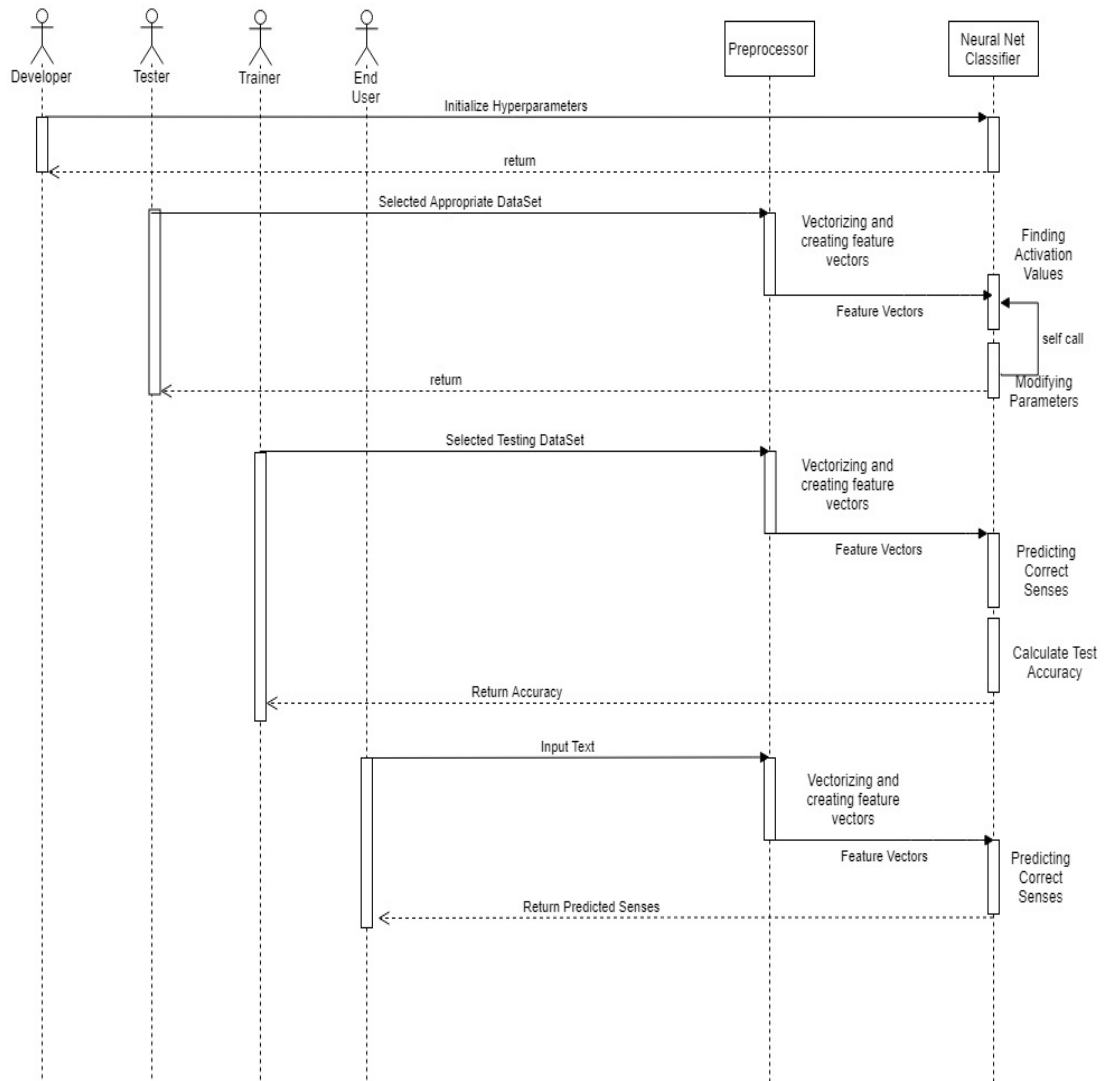 Developer
Tester
Trainer
End
User
Preprocessor
Neural Net
Classifier
Initialize Hyperparameters
return
Selected Appropriate DataSet
Vectorizing and
creating feature
vectors
Finding
Activation
Values
Feature Vectors
self call
return
Modifying
Parameters
Selected Testing DataSet
Vectorizing and
creating feature
vectors
Feature Vectors
Predicting
Correct
Senses
Calculate Test
Accuracy
Return Accuracy
Input Text
Vectorizing and
creating feature
vectors
Feature Vectors
Predicting
Correct
Senses
Return Predicted Senses